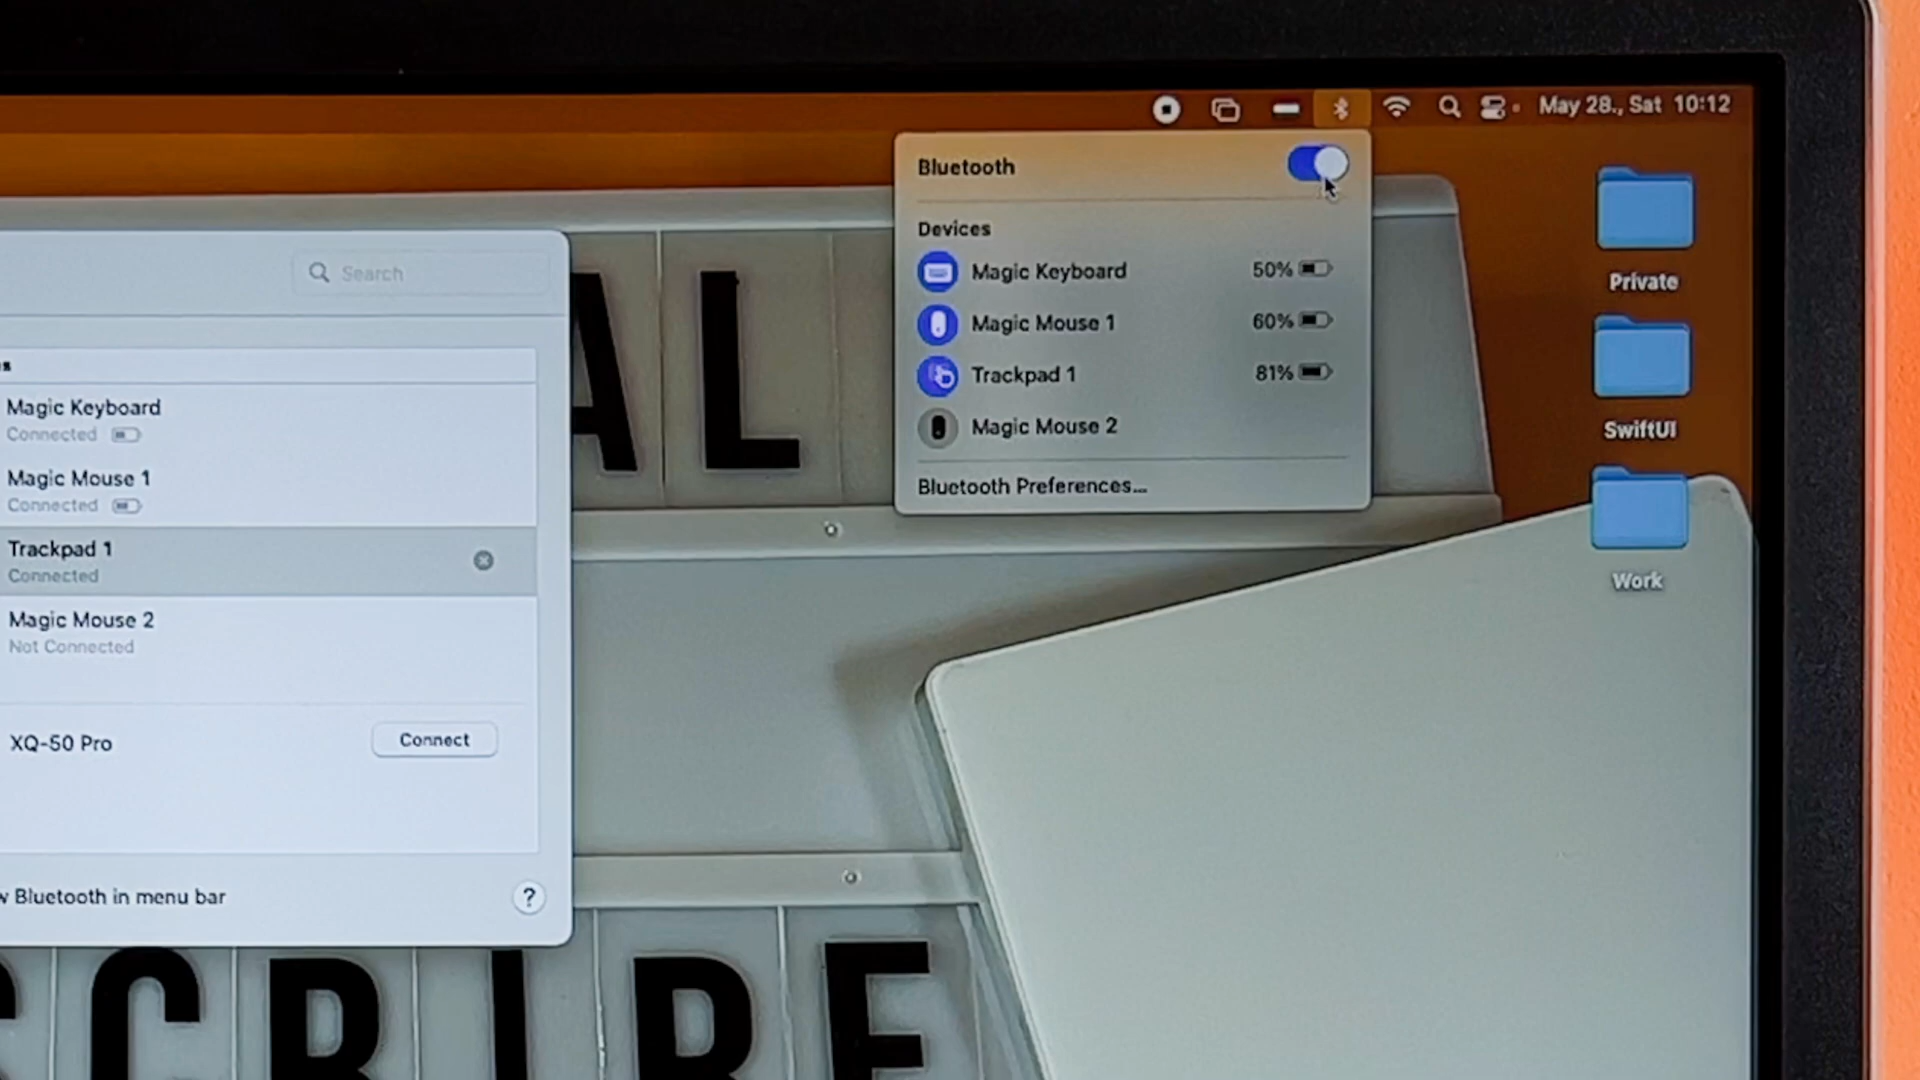 May 28., Sat 10:12
Bluetooth
Devices
Magic Keyboard 50%
Magic Mouse 1 60%
Trackpad 1 81%
Magic Mouse 2
Bluetooth Preferences...
Private
SwiftUI
Work
Search
Magic Keyboard
Connected
Magic Mouse 1
Connected
Trackpad 1
Connected
Magic Mouse 2
Not Connected
XQ-50 Pro
Connect
w Bluetooth in menu bar
?
AL
SCRIBE